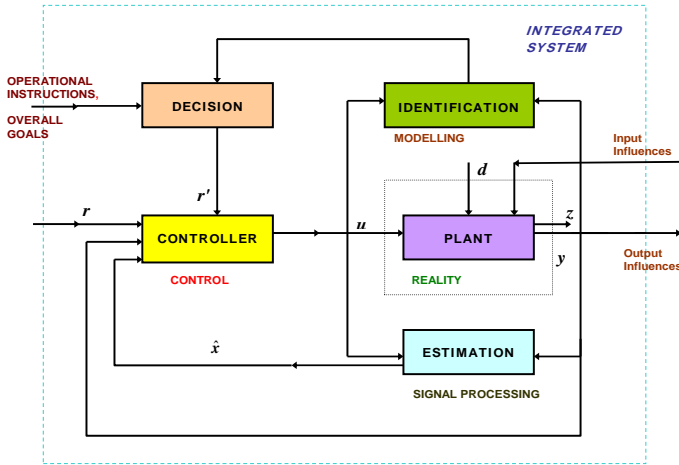 INTEGRATED
SYSTEM
OPERATIONAL
INSTRUCTIONS,
OVERALL
GOALS
DECISION
IDENTIFICATION
MODELLING
Input
Influences
d
r'
r
u
z
CONTROLLER
PLANT
y
Output
Influences
CONTROL
REALITY
x̂
ESTIMATION
SIGNAL PROCESSING